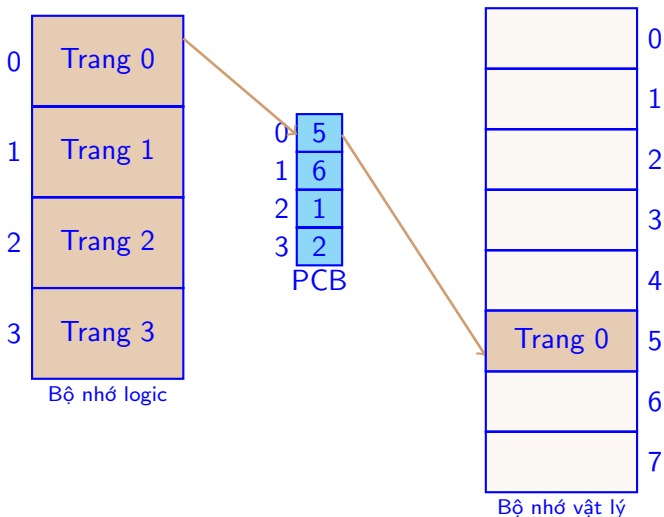 0 Trang 0
1 Trang 1
2 Trang 2
3 Trang 3
Bộ nhớ logic
0 5
1 6
2 1
3 2
PCB
0
1
2
3
4
Trang 0 5
6
7
Bộ nhớ vật lý